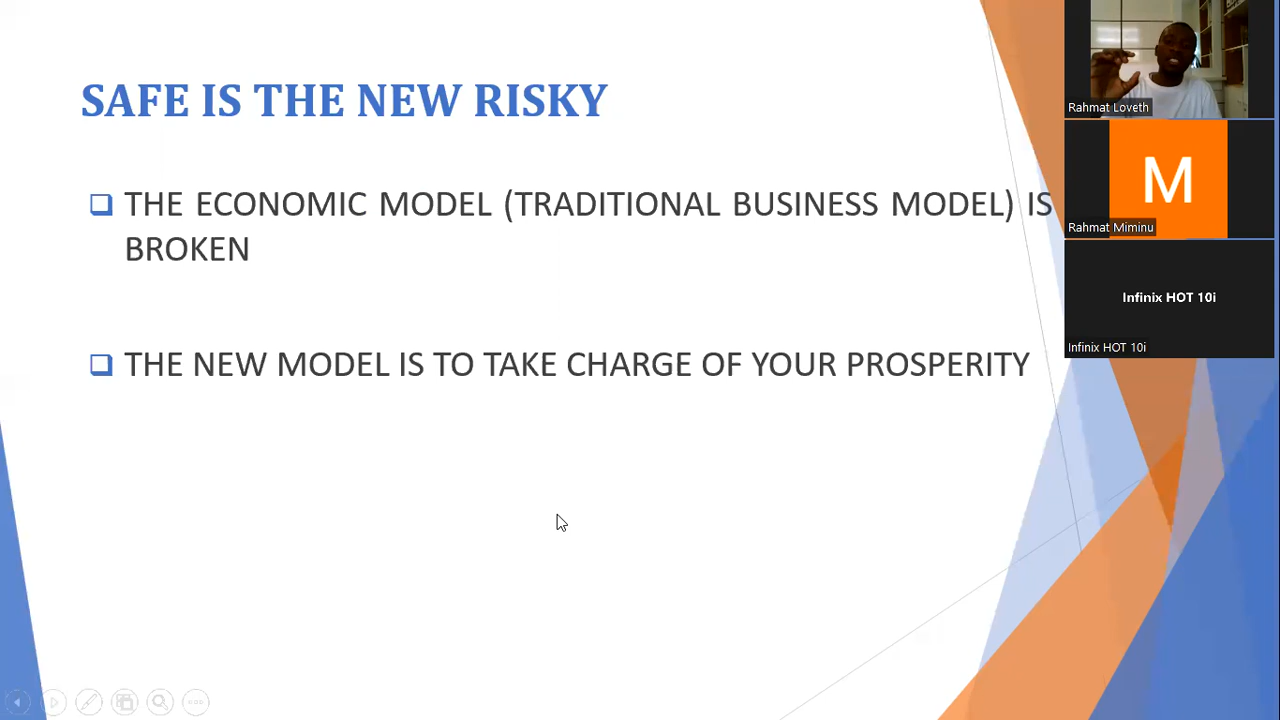 SAFE IS THE NEW RISKY
THE ECONOMIC MODEL (TRADITIONAL BUSINESS MODEL) IS
BROKEN
THE NEW MODEL IS TO TAKE CHARGE OF YOUR PROSPERITY
Rahmat Loveth
M
Rahmat Miminu
Infinix HOT 10i
Infinix HOT 10i